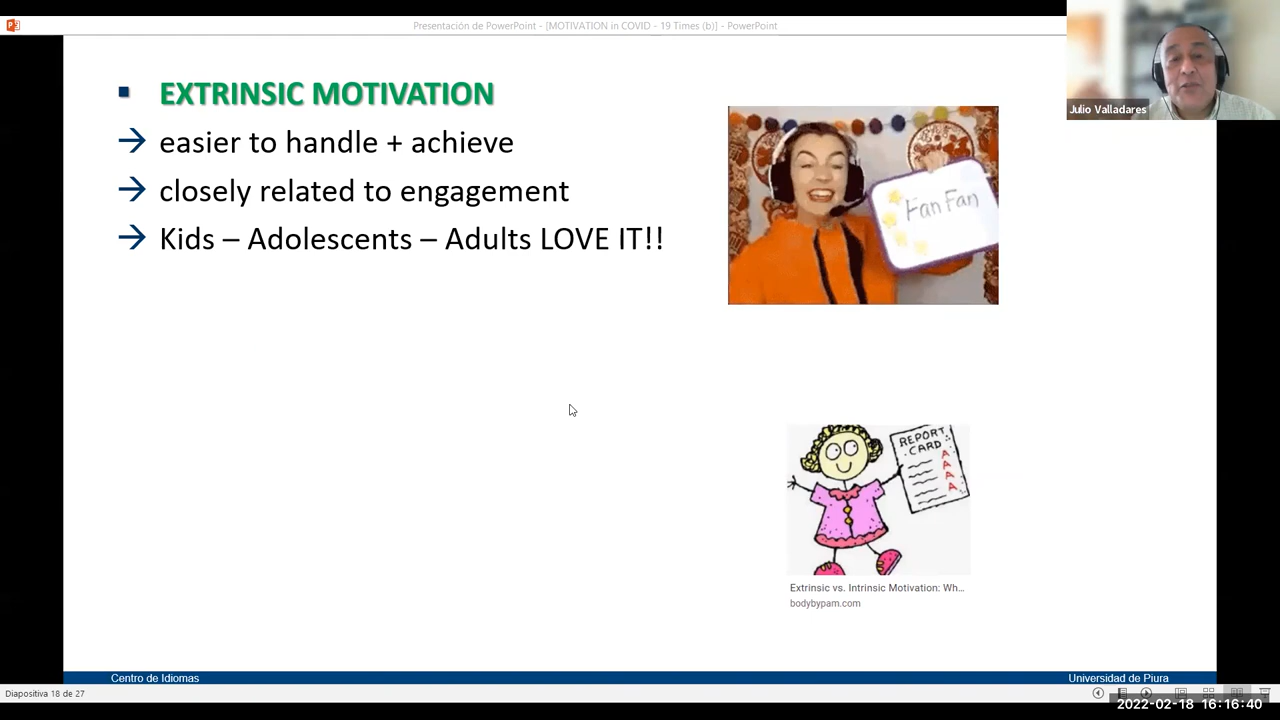 Presentación de PowerPoint - [MOTIVATION in COVID - 19 Times (b)] - PowerPoint
Julio Valladares
▪ EXTRINSIC MOTIVATION
→ easier to handle + achieve
→ closely related to engagement
→ Kids – Adolescents – Adults LOVE IT!!
Fan Fan
REPORT
CARD
A
A
A
A
Extrinsic vs. Intrinsic Motivation: Wh...
bodybypam.com
Centro de Idiomas
Universidad de Piura
Diapositiva 18 de 27
2022-02-18 16:16:40